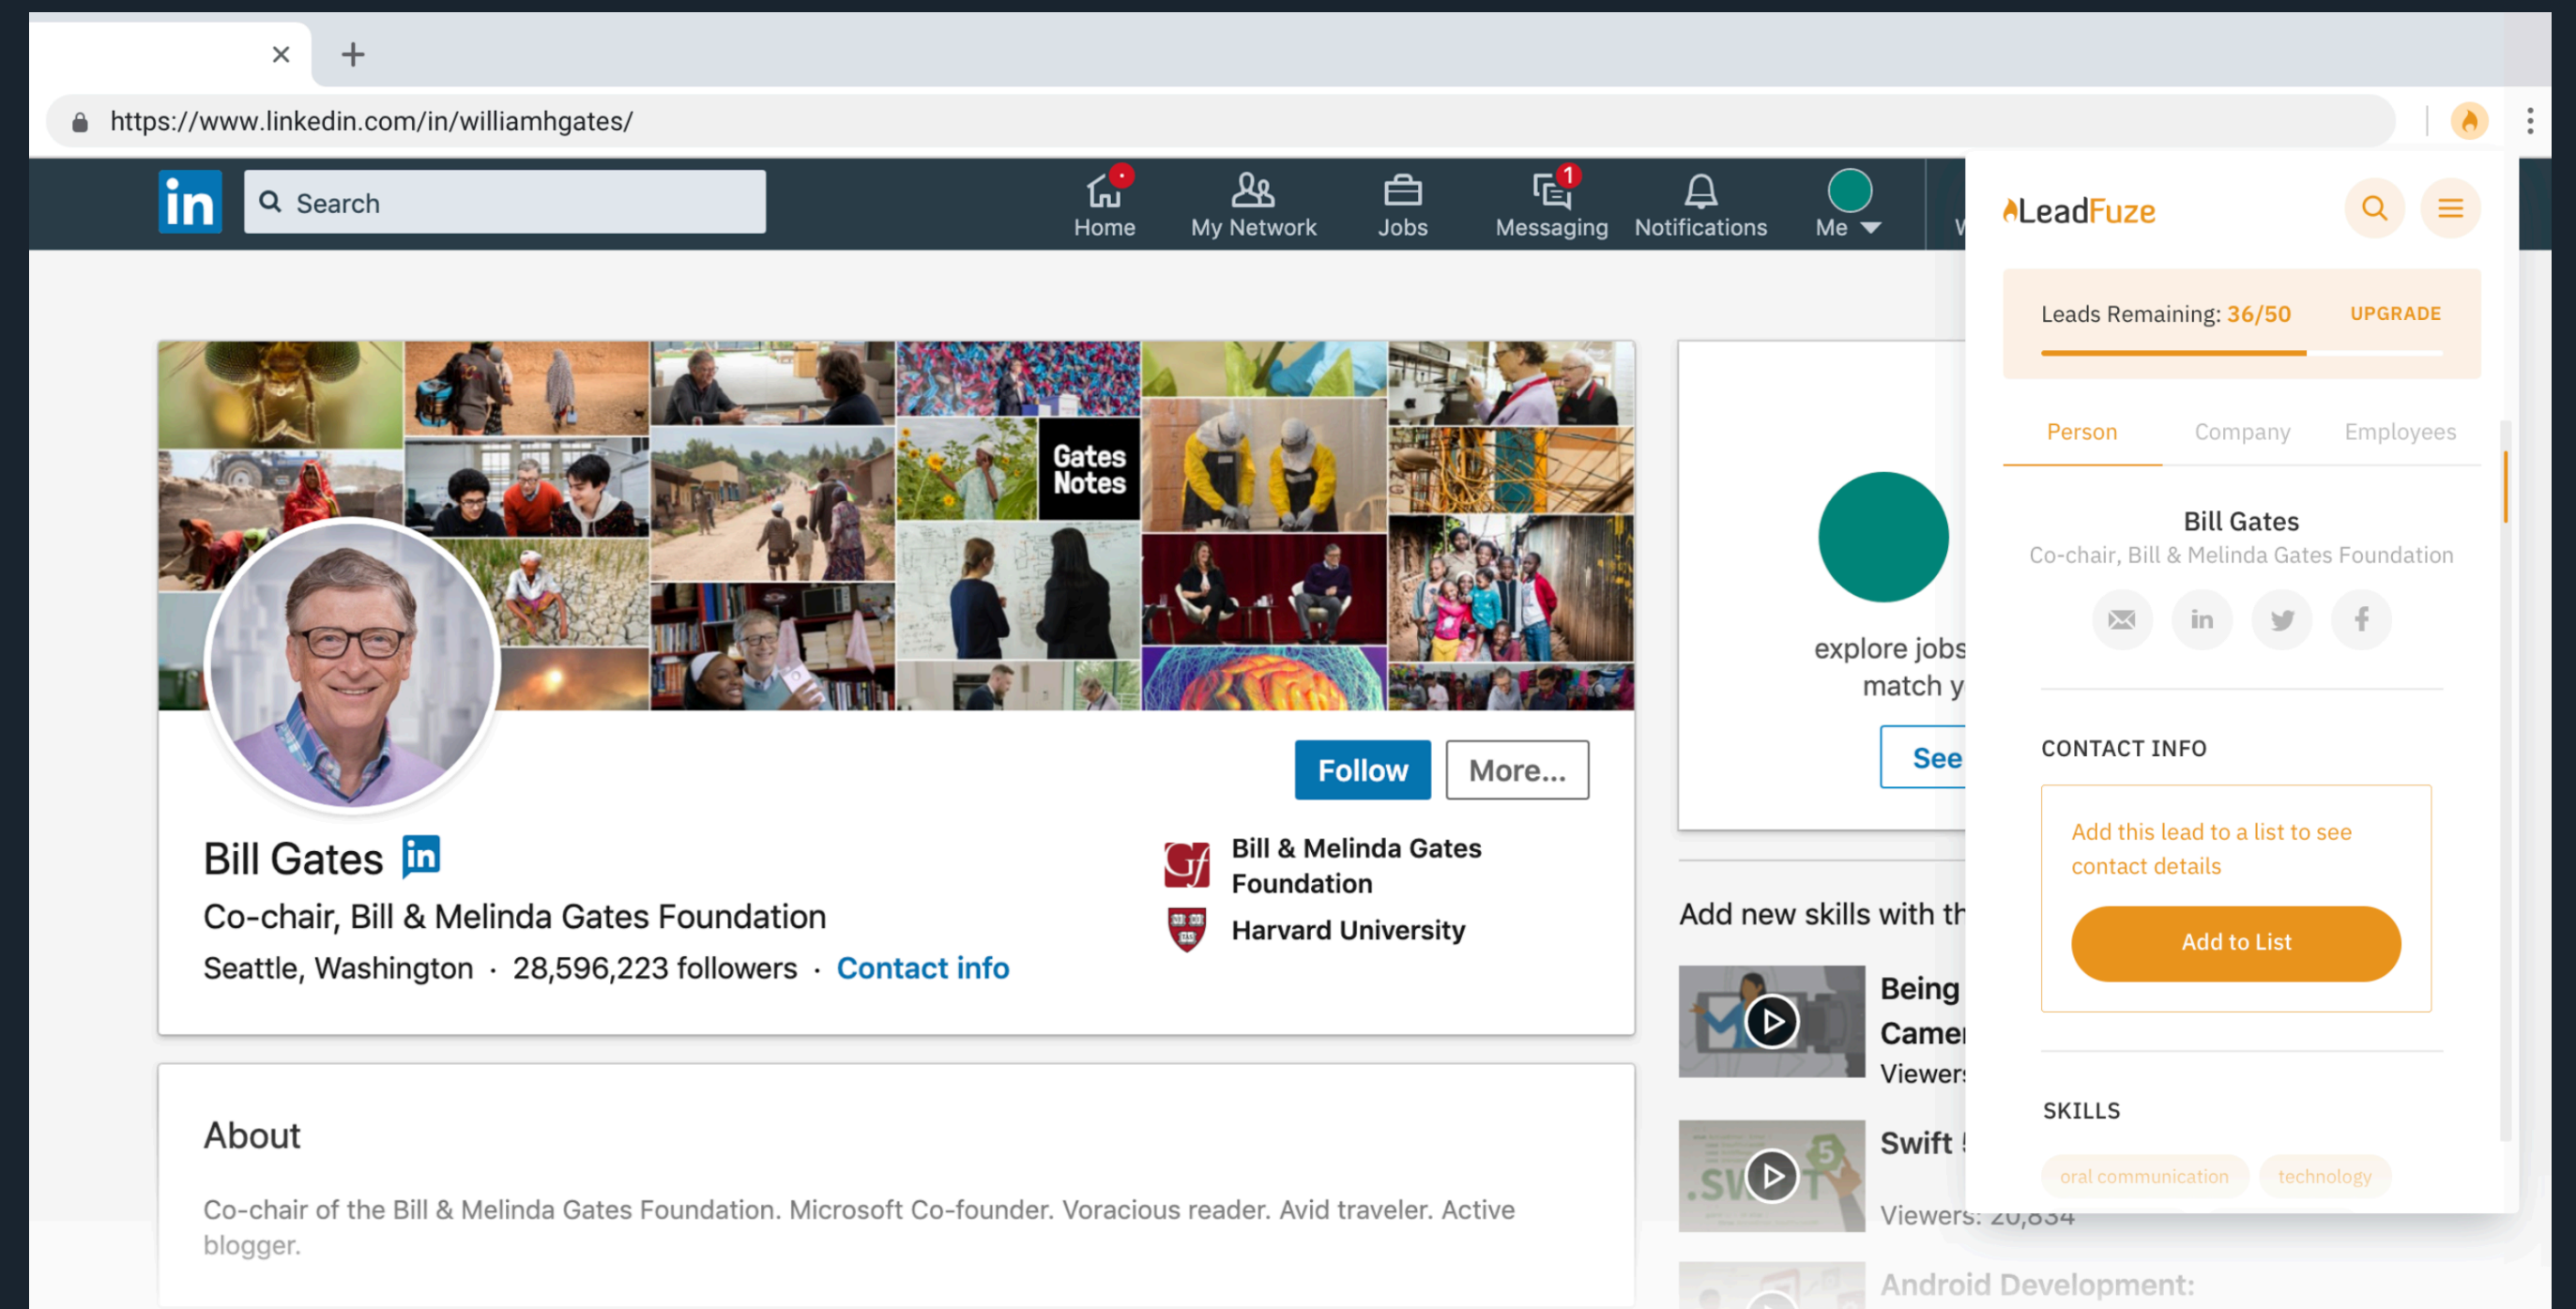 https://www.linkedin.com/in/williamhgates/
in
Search
Home
My Network
Jobs
1
Messaging
Notifications
Me
LeadFuze
Leads Remaining: 36/50
UPGRADE
Person
Company
Employees
Bill Gates
Co-chair, Bill & Melinda Gates Foundation
in
f
CONTACT INFO
Add this lead to a list to see
contact details
Add to List
SKILLS
oral communication
technology
Gates
Notes
Follow
More...
Bill Gates in
Co-chair, Bill & Melinda Gates Foundation
Seattle, Washington · 28,596,223 followers · Contact info
Gf
Bill & Melinda Gates
Foundation
Harvard University
About
Co-chair of the Bill & Melinda Gates Foundation. Microsoft Co-founder. Voracious reader. Avid traveler. Active
blogger.
explore jobs
match y
See
Add new skills with th
Being
Camer
Viewers
Swift 5
Viewers: 20,834
Android Development: